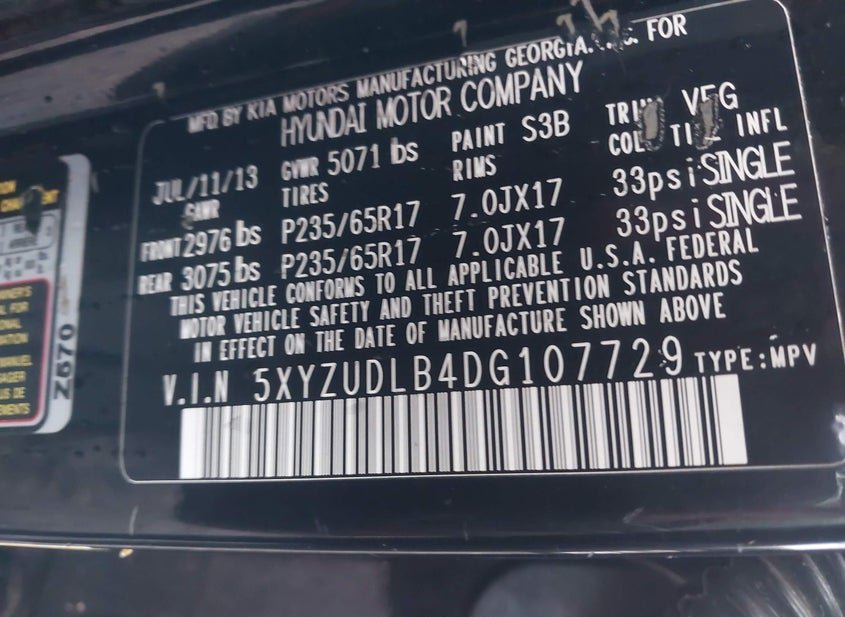 MFD BY KIA MOTORS MANUFACTURING GEORGIA. FOR
HYUNDAI MOTOR COMPANY
JUL/11/13 GVWR 5071 lbs PAINT S3B
GAWR TIRES RIMS INFL
FRONT 2976 lbs P235/65R17 7.0JX17 33psi SINGLE
REAR 3075 lbs P235/65R17 7.0JX17 33psi SINGLE
THIS VEHICLE CONFORMS TO ALL APPLICABLE U.S.A. FEDERAL
MOTOR VEHICLE SAFETY AND THEFT PREVENTION STANDARDS
IN EFFECT ON THE DATE OF MANUFACTURE SHOWN ABOVE
V.I.N 5XYZUDLB4DG107729 TYPE:MPV
Z670